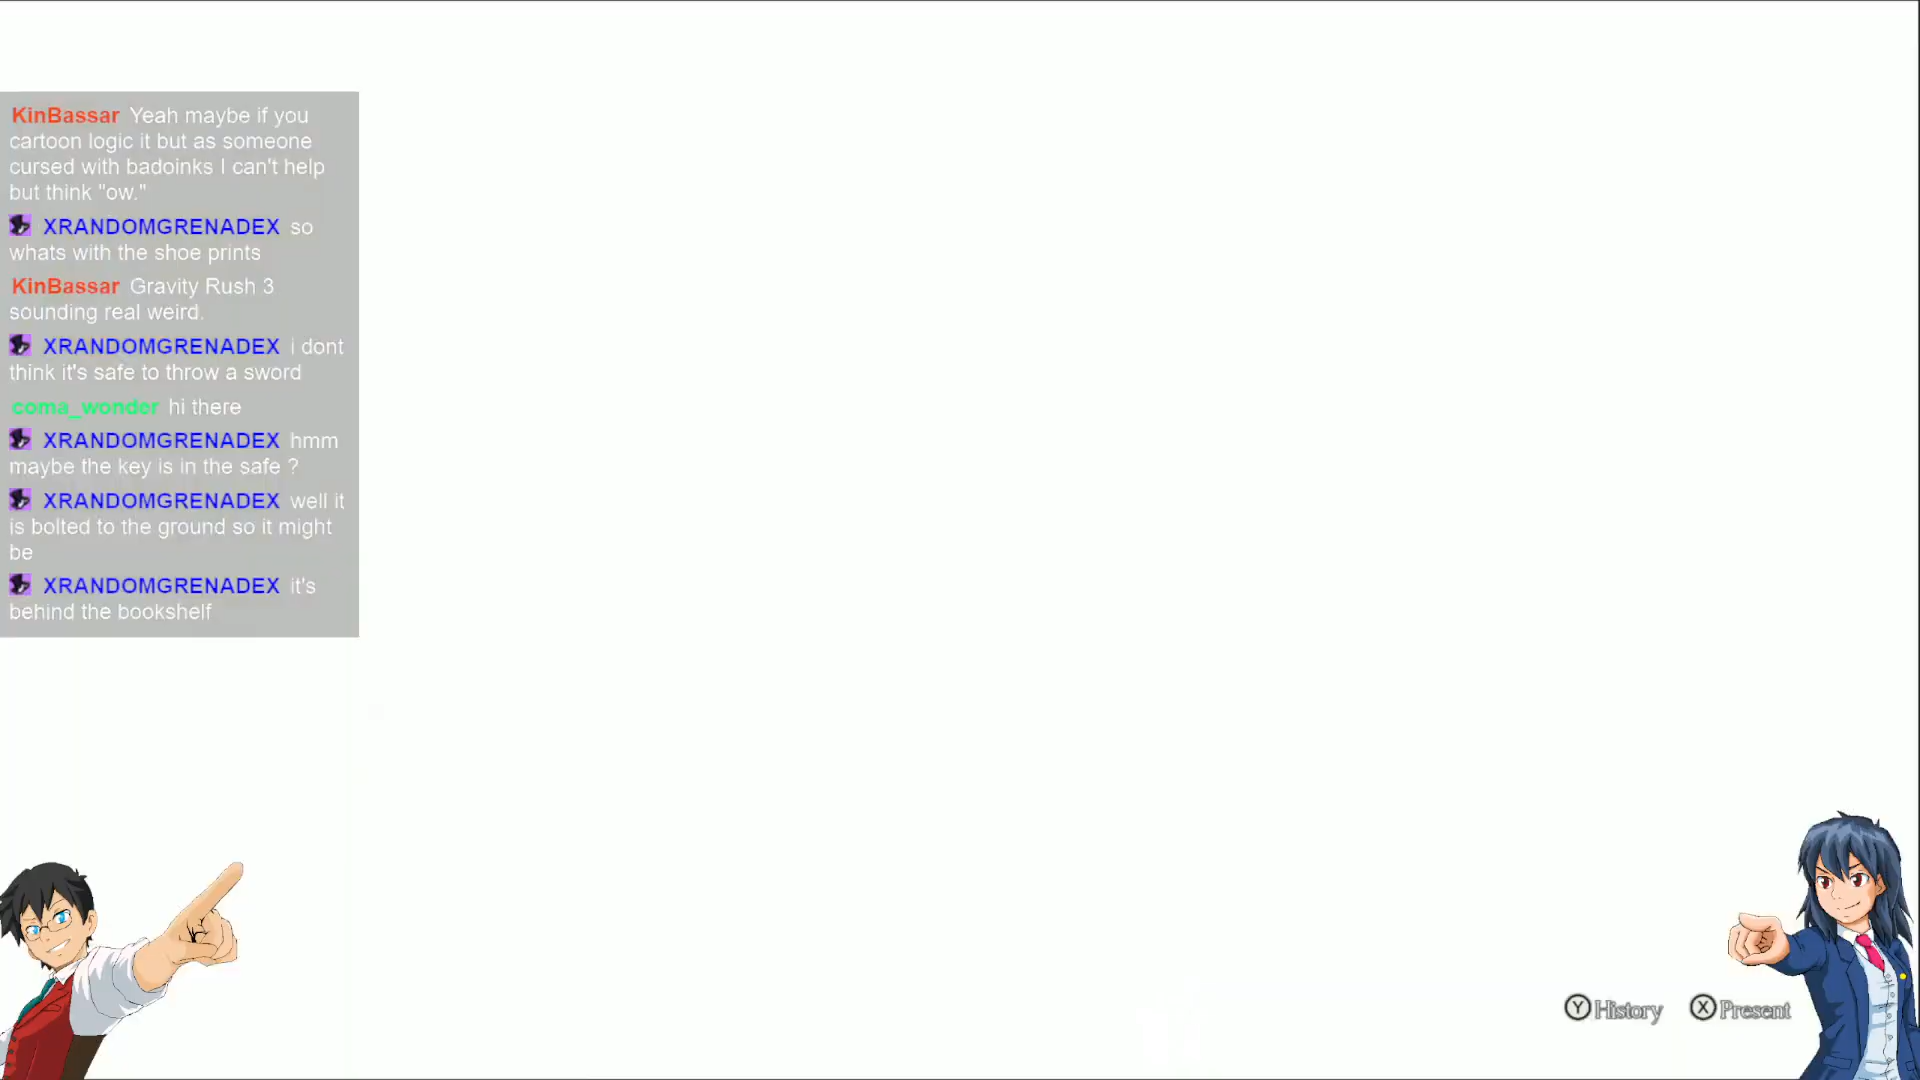 KinBassar Yeah maybe if you
cartoon logic it but as someone
cursed with badoinks I can't help
but think "ow."
XRANDOMGRENADEX so
whats with the shoe prints
KinBassar Gravity Rush 3
sounding real weird.
XRANDOMGRENADEX i dont
think it's safe to throw a sword
coma_wonder hi there
XRANDOMGRENADEX hmm
maybe the key is in the safe ?
XRANDOMGRENADEX well it
is bolted to the ground so it might
be
XRANDOMGRENADEX it's
behind the bookshelf
Y History X Present